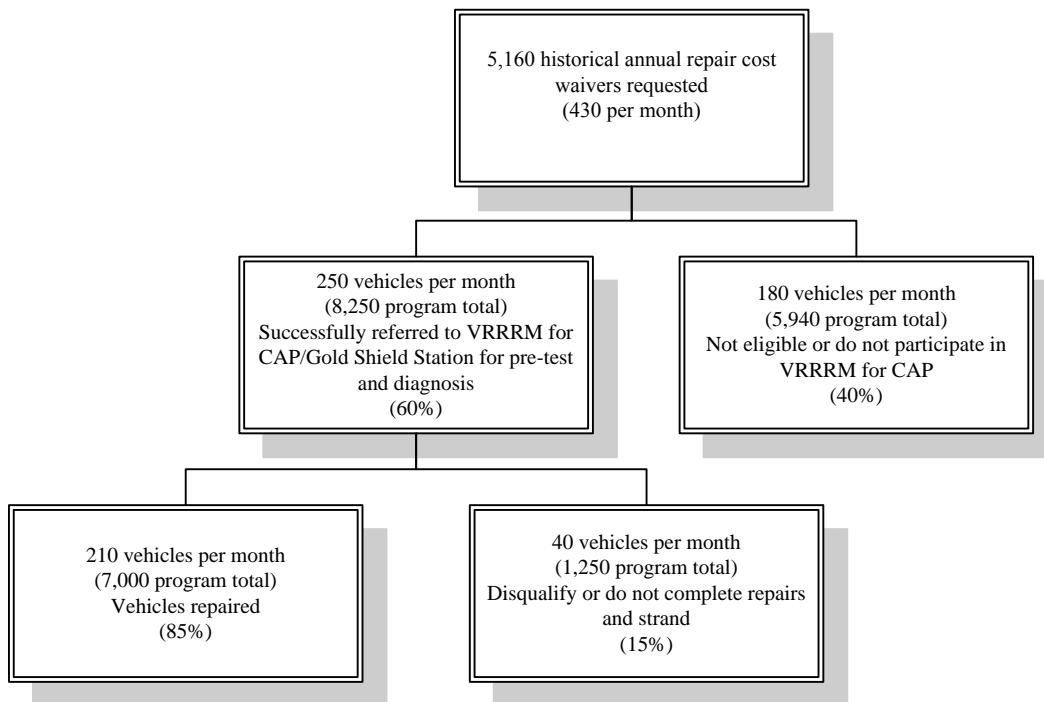 5,160 historical annual repair cost
waivers requested
(430 per month)
250 vehicles per month
(8,250 program total)
Successfully referred to VRRRM for
CAP/Gold Shield Station for pre-test
and diagnosis
(60%)
180 vehicles per month
(5,940 program total)
Not eligible or do not participate in
VRRRM for CAP
(40%)
210 vehicles per month
(7,000 program total)
Vehicles repaired
(85%)
40 vehicles per month
(1,250 program total)
Disqualify or do not complete repairs
and strand
(15%)